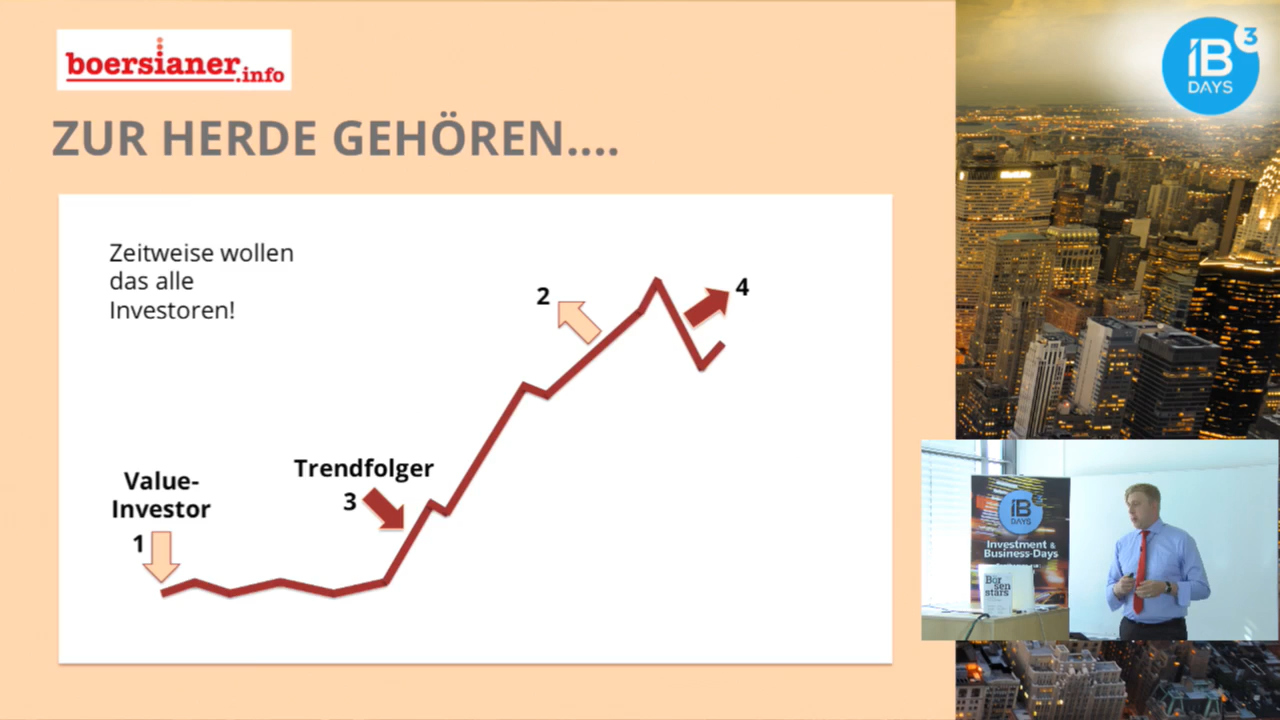 boersianer.info
ZUR HERDE GEHÖREN....
Zeitweise wollen
das alle
Investoren!
Value-
Investor
1
Trendfolger
3
2
4
iB 3
DAYS
iB 3
DAYS
Investment &
Business-Days
Bör
sen
stars